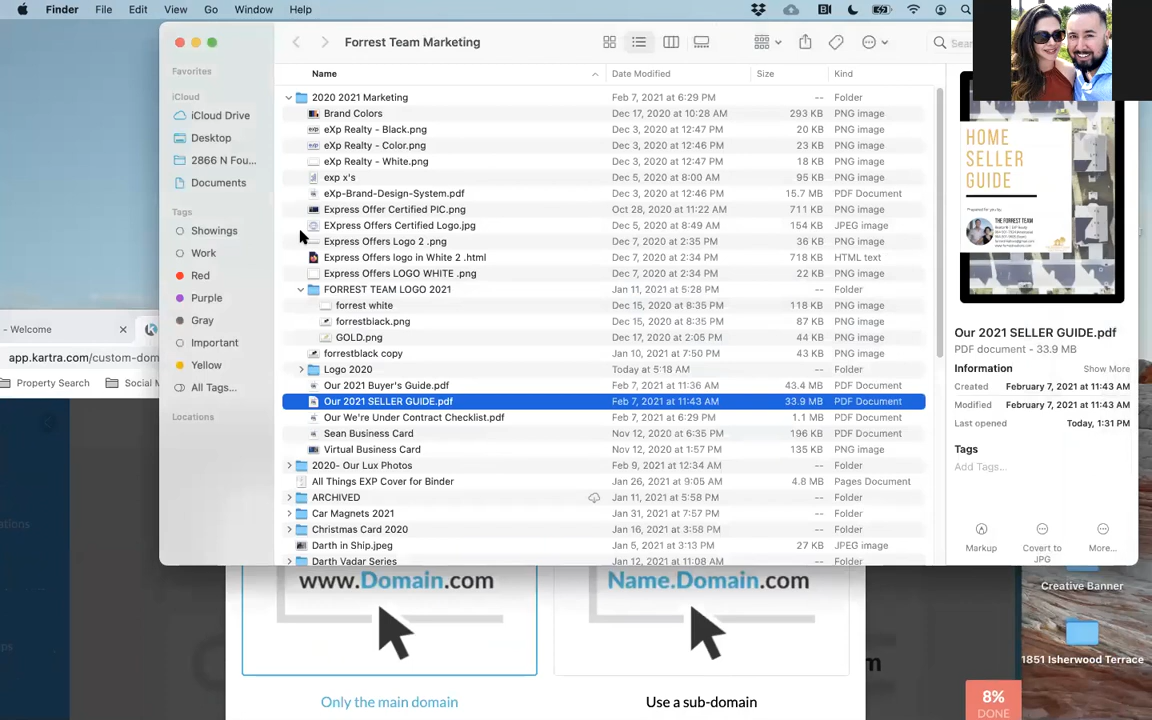 Finder File Edit View Go Window Help
Forrest Team Marketing
Favorites
iCloud
iCloud Drive
Desktop
2866 N Fou...
Documents
Tags
Showings
Work
Red
Purple
Gray
Important
Yellow
All Tags...
Locations
Name Date Modified Size Kind
2020 2021 Marketing Feb 7, 2021 at 6:29 PM -- Folder
Brand Colors Dec 17, 2020 at 10:28 AM 293 KB PNG image
eXp Realty - Black.png Dec 3, 2020 at 12:47 PM 20 KB PNG image
eXp Realty - Color.png Dec 3, 2020 at 12:46 PM 23 KB PNG image
eXp Realty - White.png Dec 3, 2020 at 12:47 PM 18 KB PNG image
exp x's Dec 5, 2020 at 8:00 AM 95 KB PNG image
eXp-Brand-Design-System.pdf Dec 3, 2020 at 12:46 PM 15.7 MB PDF Document
Express Offer Certified PIC.png Oct 28, 2020 at 11:22 AM 711 KB PNG image
EXpress Offers Certified Logo.jpg Dec 5, 2020 at 8:49 AM 154 KB JPEG image
Express Offers Logo 2 .png Dec 7, 2020 at 2:35 PM 36 KB PNG image
Express Offers logo in White 2 .html Dec 7, 2020 at 2:34 PM 718 KB HTML text
Express Offers LOGO WHITE .png Dec 7, 2020 at 2:34 PM 22 KB PNG image
FORREST TEAM LOGO 2021 Jan 11, 2021 at 5:28 PM -- Folder
forrest white Dec 15, 2020 at 8:35 PM 118 KB PNG image
forrestblack.png Dec 15, 2020 at 8:35 PM 87 KB PNG image
GOLD.png Dec 17, 2020 at 2:05 PM 44 KB PNG image
forrestblack copy Jan 10, 2021 at 7:50 PM 43 KB PNG image
Logo 2020 Today at 5:18 AM -- Folder
Our 2021 Buyer's Guide.pdf Feb 7, 2021 at 11:36 AM 43.4 MB PDF Document
Our 2021 SELLER GUIDE.pdf Feb 7, 2021 at 11:43 AM 33.9 MB PDF Document
Our We're Under Contract Checklist.pdf Feb 7, 2021 at 6:29 PM 1.1 MB PDF Document
Sean Business Card Nov 12, 2020 at 6:35 PM 196 KB PDF Document
Virtual Business Card Nov 12, 2020 at 1:57 PM 135 KB PNG image
2020- Our Lux Photos Feb 9, 2021 at 12:34 AM -- Folder
All Things EXP Cover for Binder Jan 26, 2021 at 9:05 AM 4.8 MB Pages Document
ARCHIVED Jan 11, 2021 at 5:58 PM -- Folder
Car Magnets 2021 Jan 31, 2021 at 7:57 PM -- Folder
Christmas Card 2020 Jan 16, 2021 at 3:58 PM -- Folder
Darth in Ship.jpeg Jan 5, 2021 at 3:13 PM 27 KB JPEG image
Darth Vadar Series Jan 12, 2021 at 11:08 AM -- Folder
HOME
SELLER
GUIDE
THE FORREST TEAM
Our 2021 SELLER GUIDE.pdf
PDF document - 33.9 MB
Information Show More
Created February 7, 2021 at 11:43 AM
Modified February 7, 2021 at 11:43 AM
Last opened Today, 1:31 PM
Tags
Add Tags...
Markup
Covert to
JPG
More...
- Welcome
app.kartra.com/custom-dom
Property Search Social M
www.Domain.com
Name.Domain.com
Only the main domain
Use a sub-domain
Creative Banner
1851 Isherwood Terrace
8%
DONE